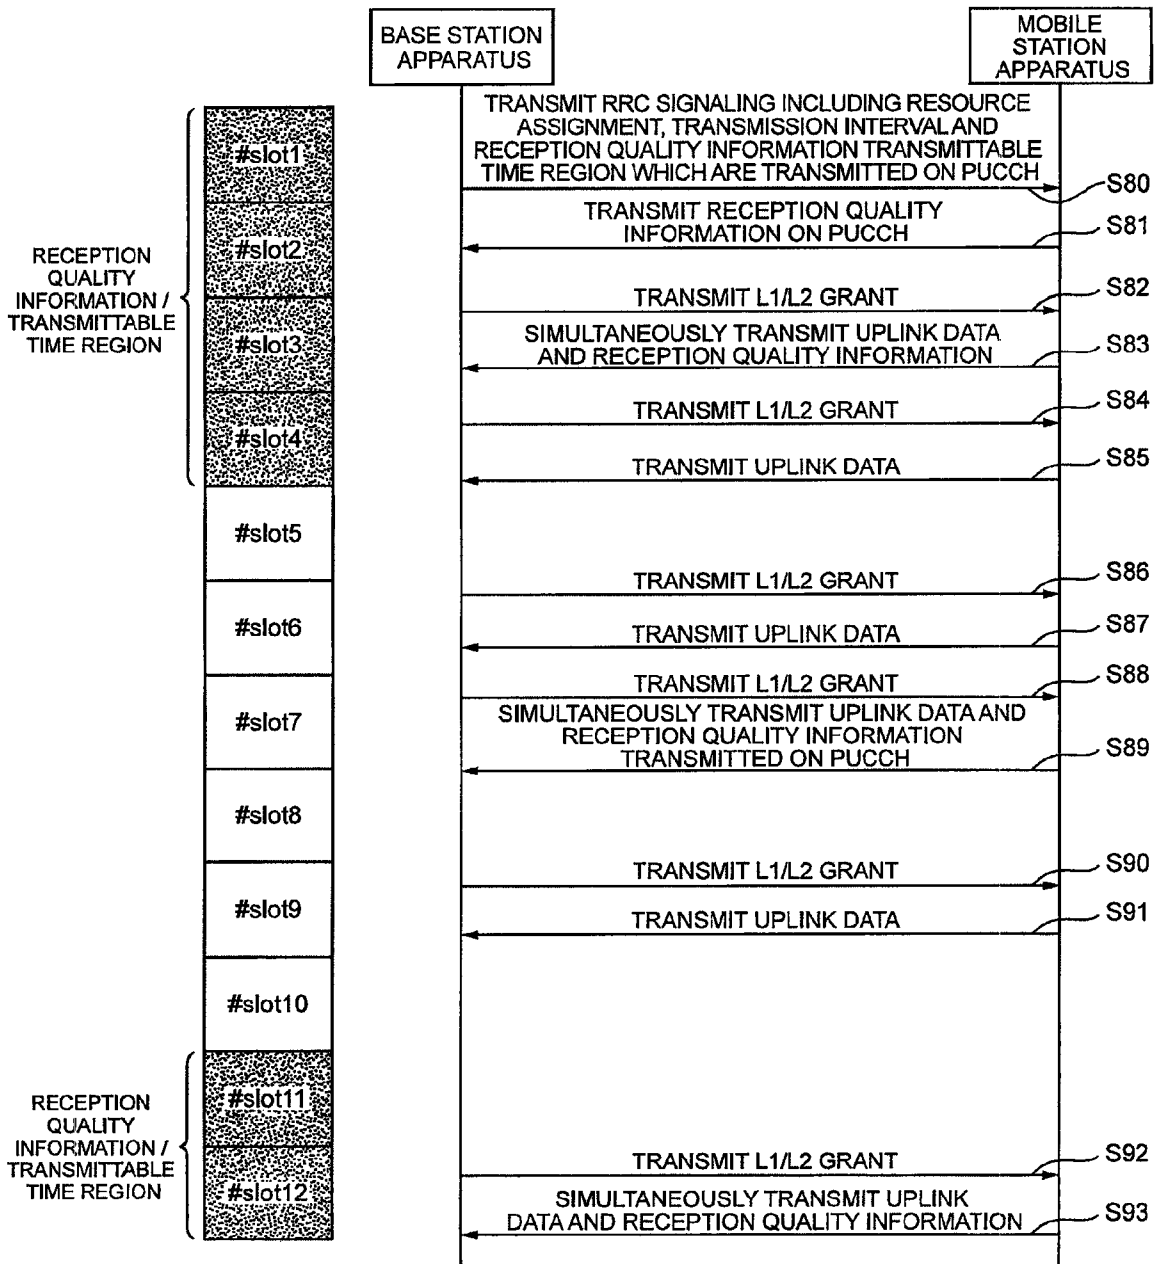 BASE STATION
APPARATUS
MOBILE
STATION
APPARATUS
RECEPTION
QUALITY
INFORMATION /
TRANSMITTABLE
TIME REGION
#slot1
#slot2
#slot3
#slot4
#slot5
#slot6
#slot7
#slot8
#slot9
#slot10
#slot11
#slot12
RECEPTION
QUALITY
INFORMATION /
TRANSMITTABLE
TIME REGION
TRANSMIT RRC SIGNALING INCLUDING RESOURCE
ASSIGNMENT, TRANSMISSION INTERVAL AND
RECEPTION QUALITY INFORMATION TRANSMITTABLE
TIME REGION WHICH ARE TRANSMITTED ON PUCCH
S80
TRANSMIT RECEPTION QUALITY
INFORMATION ON PUCCH
S81
TRANSMIT L1/L2 GRANT
S82
SIMULTANEOUSLY TRANSMIT UPLINK DATA
AND RECEPTION QUALITY INFORMATION
S83
TRANSMIT L1/L2 GRANT
S84
TRANSMIT UPLINK DATA
S85
TRANSMIT L1/L2 GRANT
S86
TRANSMIT UPLINK DATA
S87
TRANSMIT L1/L2 GRANT
S88
SIMULTANEOUSLY TRANSMIT UPLINK DATA AND
RECEPTION QUALITY INFORMATION
TRANSMITTED ON PUCCH
S89
TRANSMIT L1/L2 GRANT
S90
TRANSMIT UPLINK DATA
S91
TRANSMIT L1/L2 GRANT
S92
SIMULTANEOUSLY TRANSMIT UPLINK
DATA AND RECEPTION QUALITY INFORMATION
S93